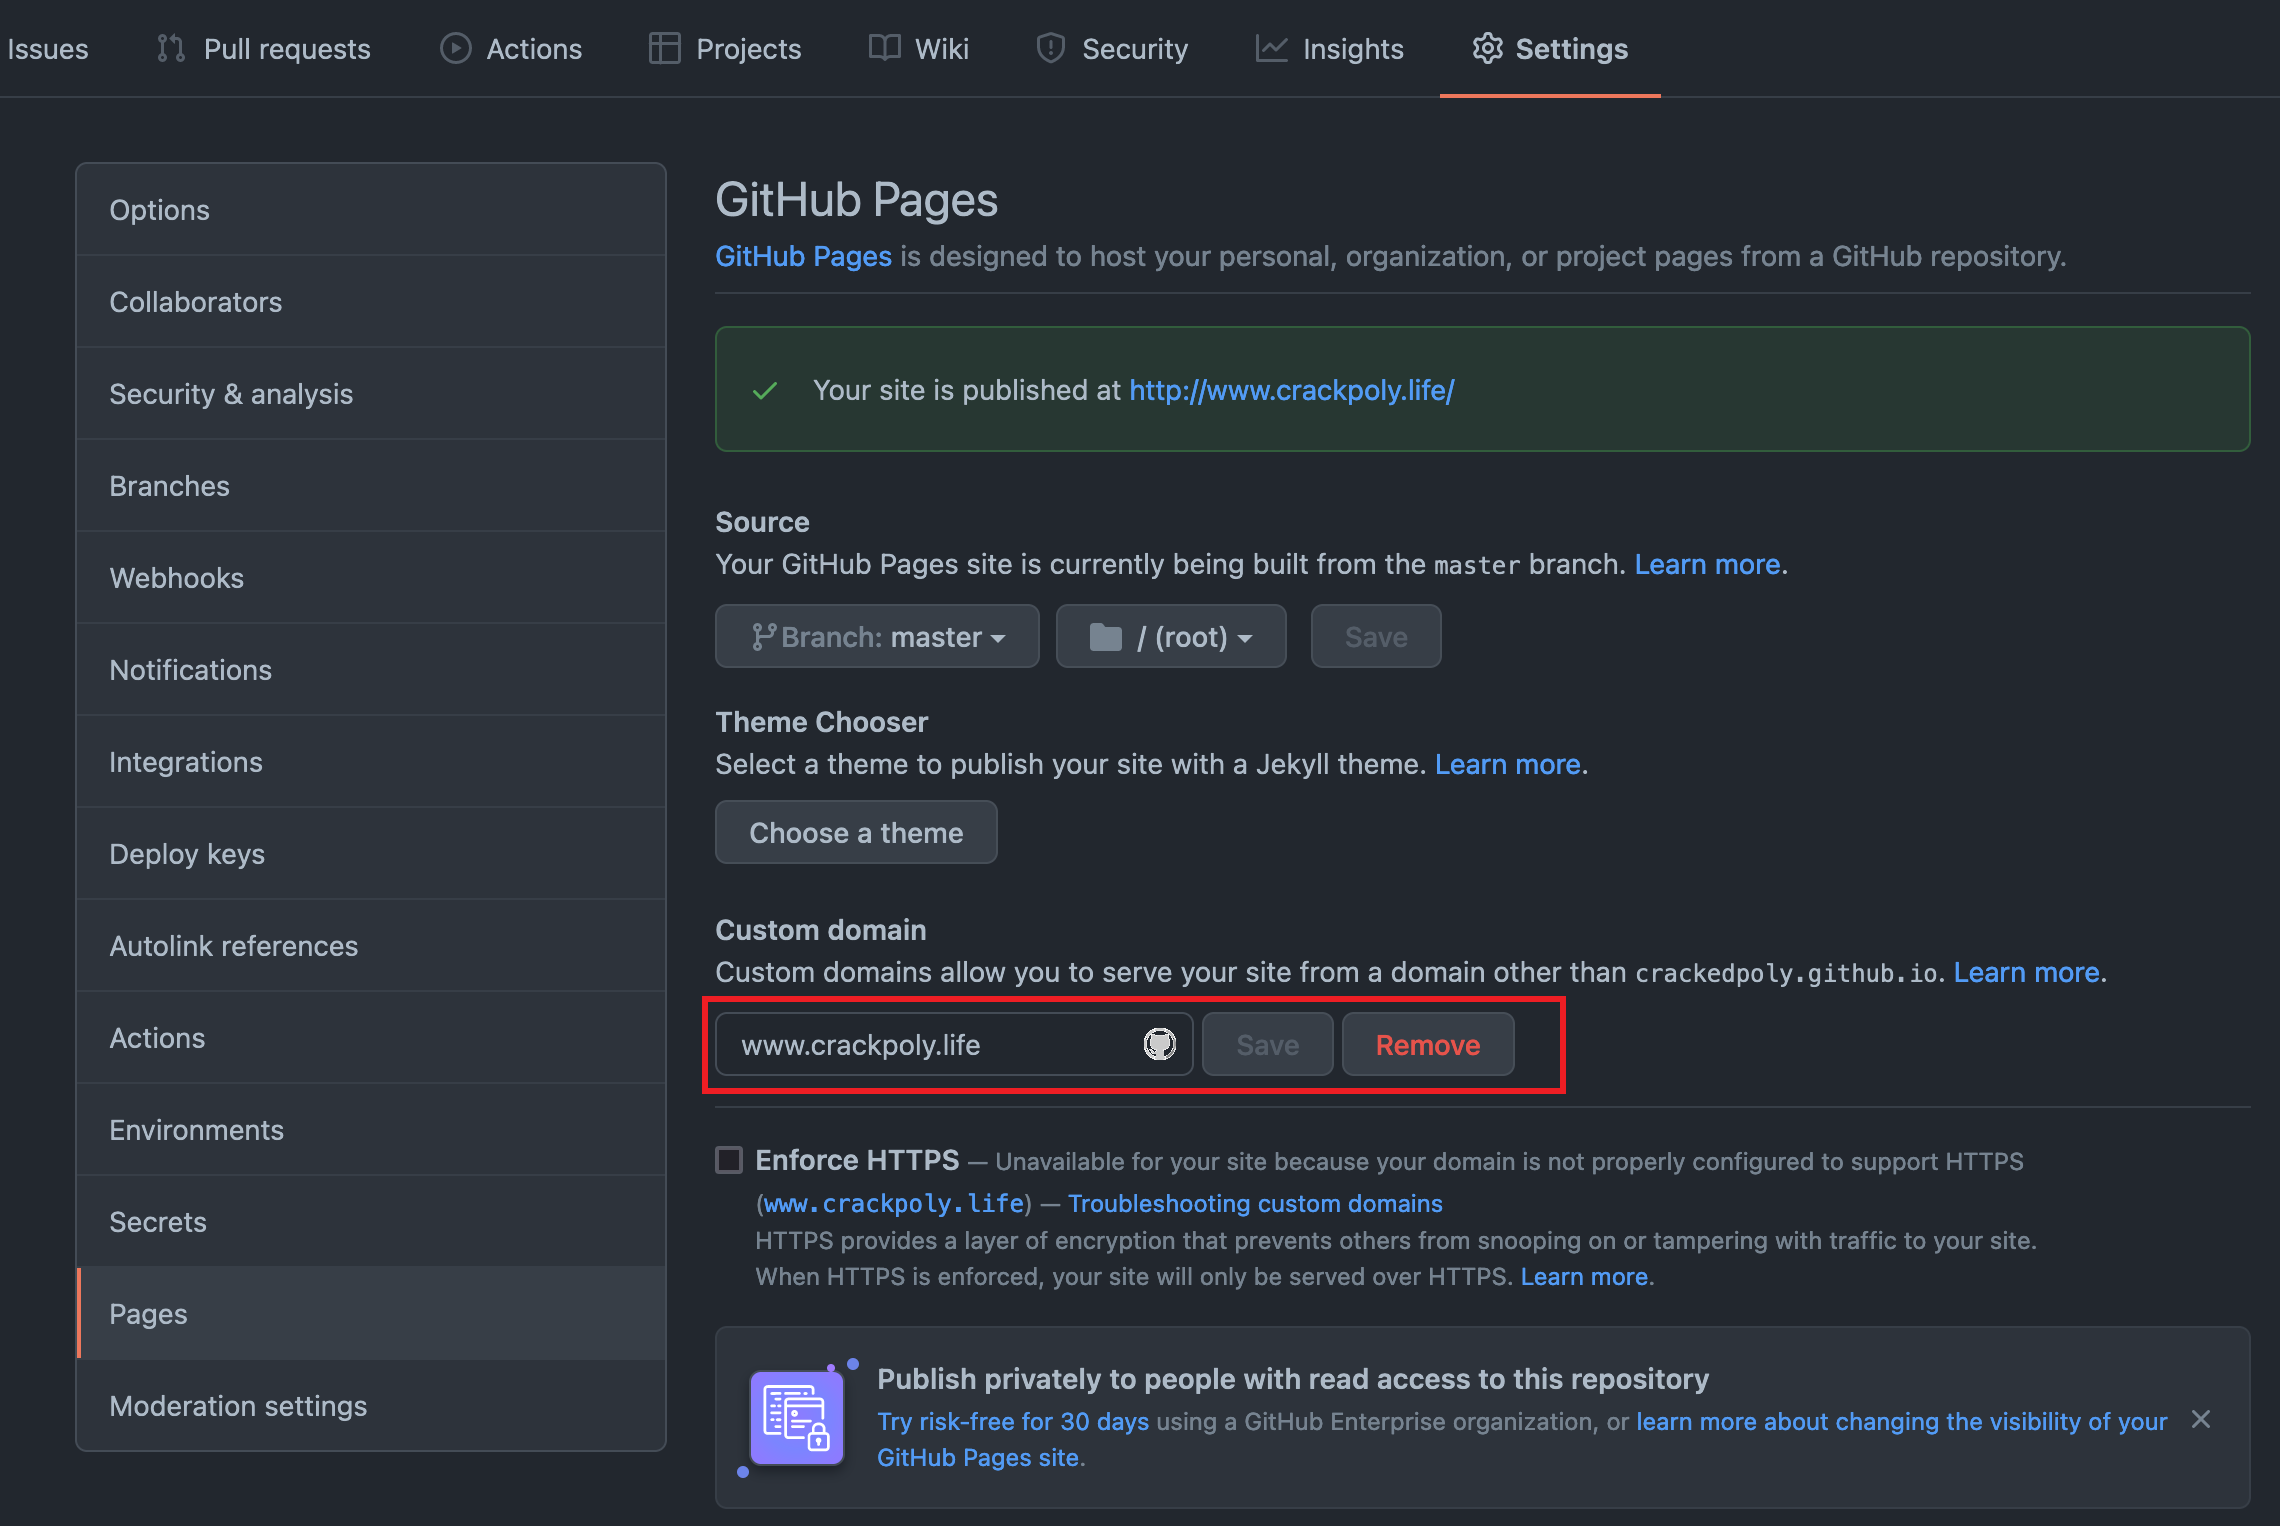 Issues
Pull requests
Actions
Projects
Wiki
Security
Insights
Settings
Options
Collaborators
Security & analysis
Branches
Webhooks
Notifications
Integrations
Deploy keys
Autolink references
Actions
Environments
Secrets
Pages
Moderation settings
GitHub Pages
GitHub Pages is designed to host your personal, organization, or project pages from a GitHub repository.
Your site is published at http://www.crackpoly.life/
Source
Your GitHub Pages site is currently being built from the master branch. Learn more.
Branch: master
/ (root)
Save
Theme Chooser
Select a theme to publish your site with a Jekyll theme. Learn more.
Choose a theme
Custom domain
Custom domains allow you to serve your site from a domain other than crackedpoly.github.io. Learn more.
www.crackpoly.life
Save
Remove
Enforce HTTPS — Unavailable for your site because your domain is not properly configured to support HTTPS
(www.crackpoly.life) — Troubleshooting custom domains
HTTPS provides a layer of encryption that prevents others from snooping on or tampering with traffic to your site.
When HTTPS is enforced, your site will only be served over HTTPS. Learn more.
Publish privately to people with read access to this repository
Try risk-free for 30 days using a GitHub Enterprise organization, or learn more about changing the visibility of your
GitHub Pages site.